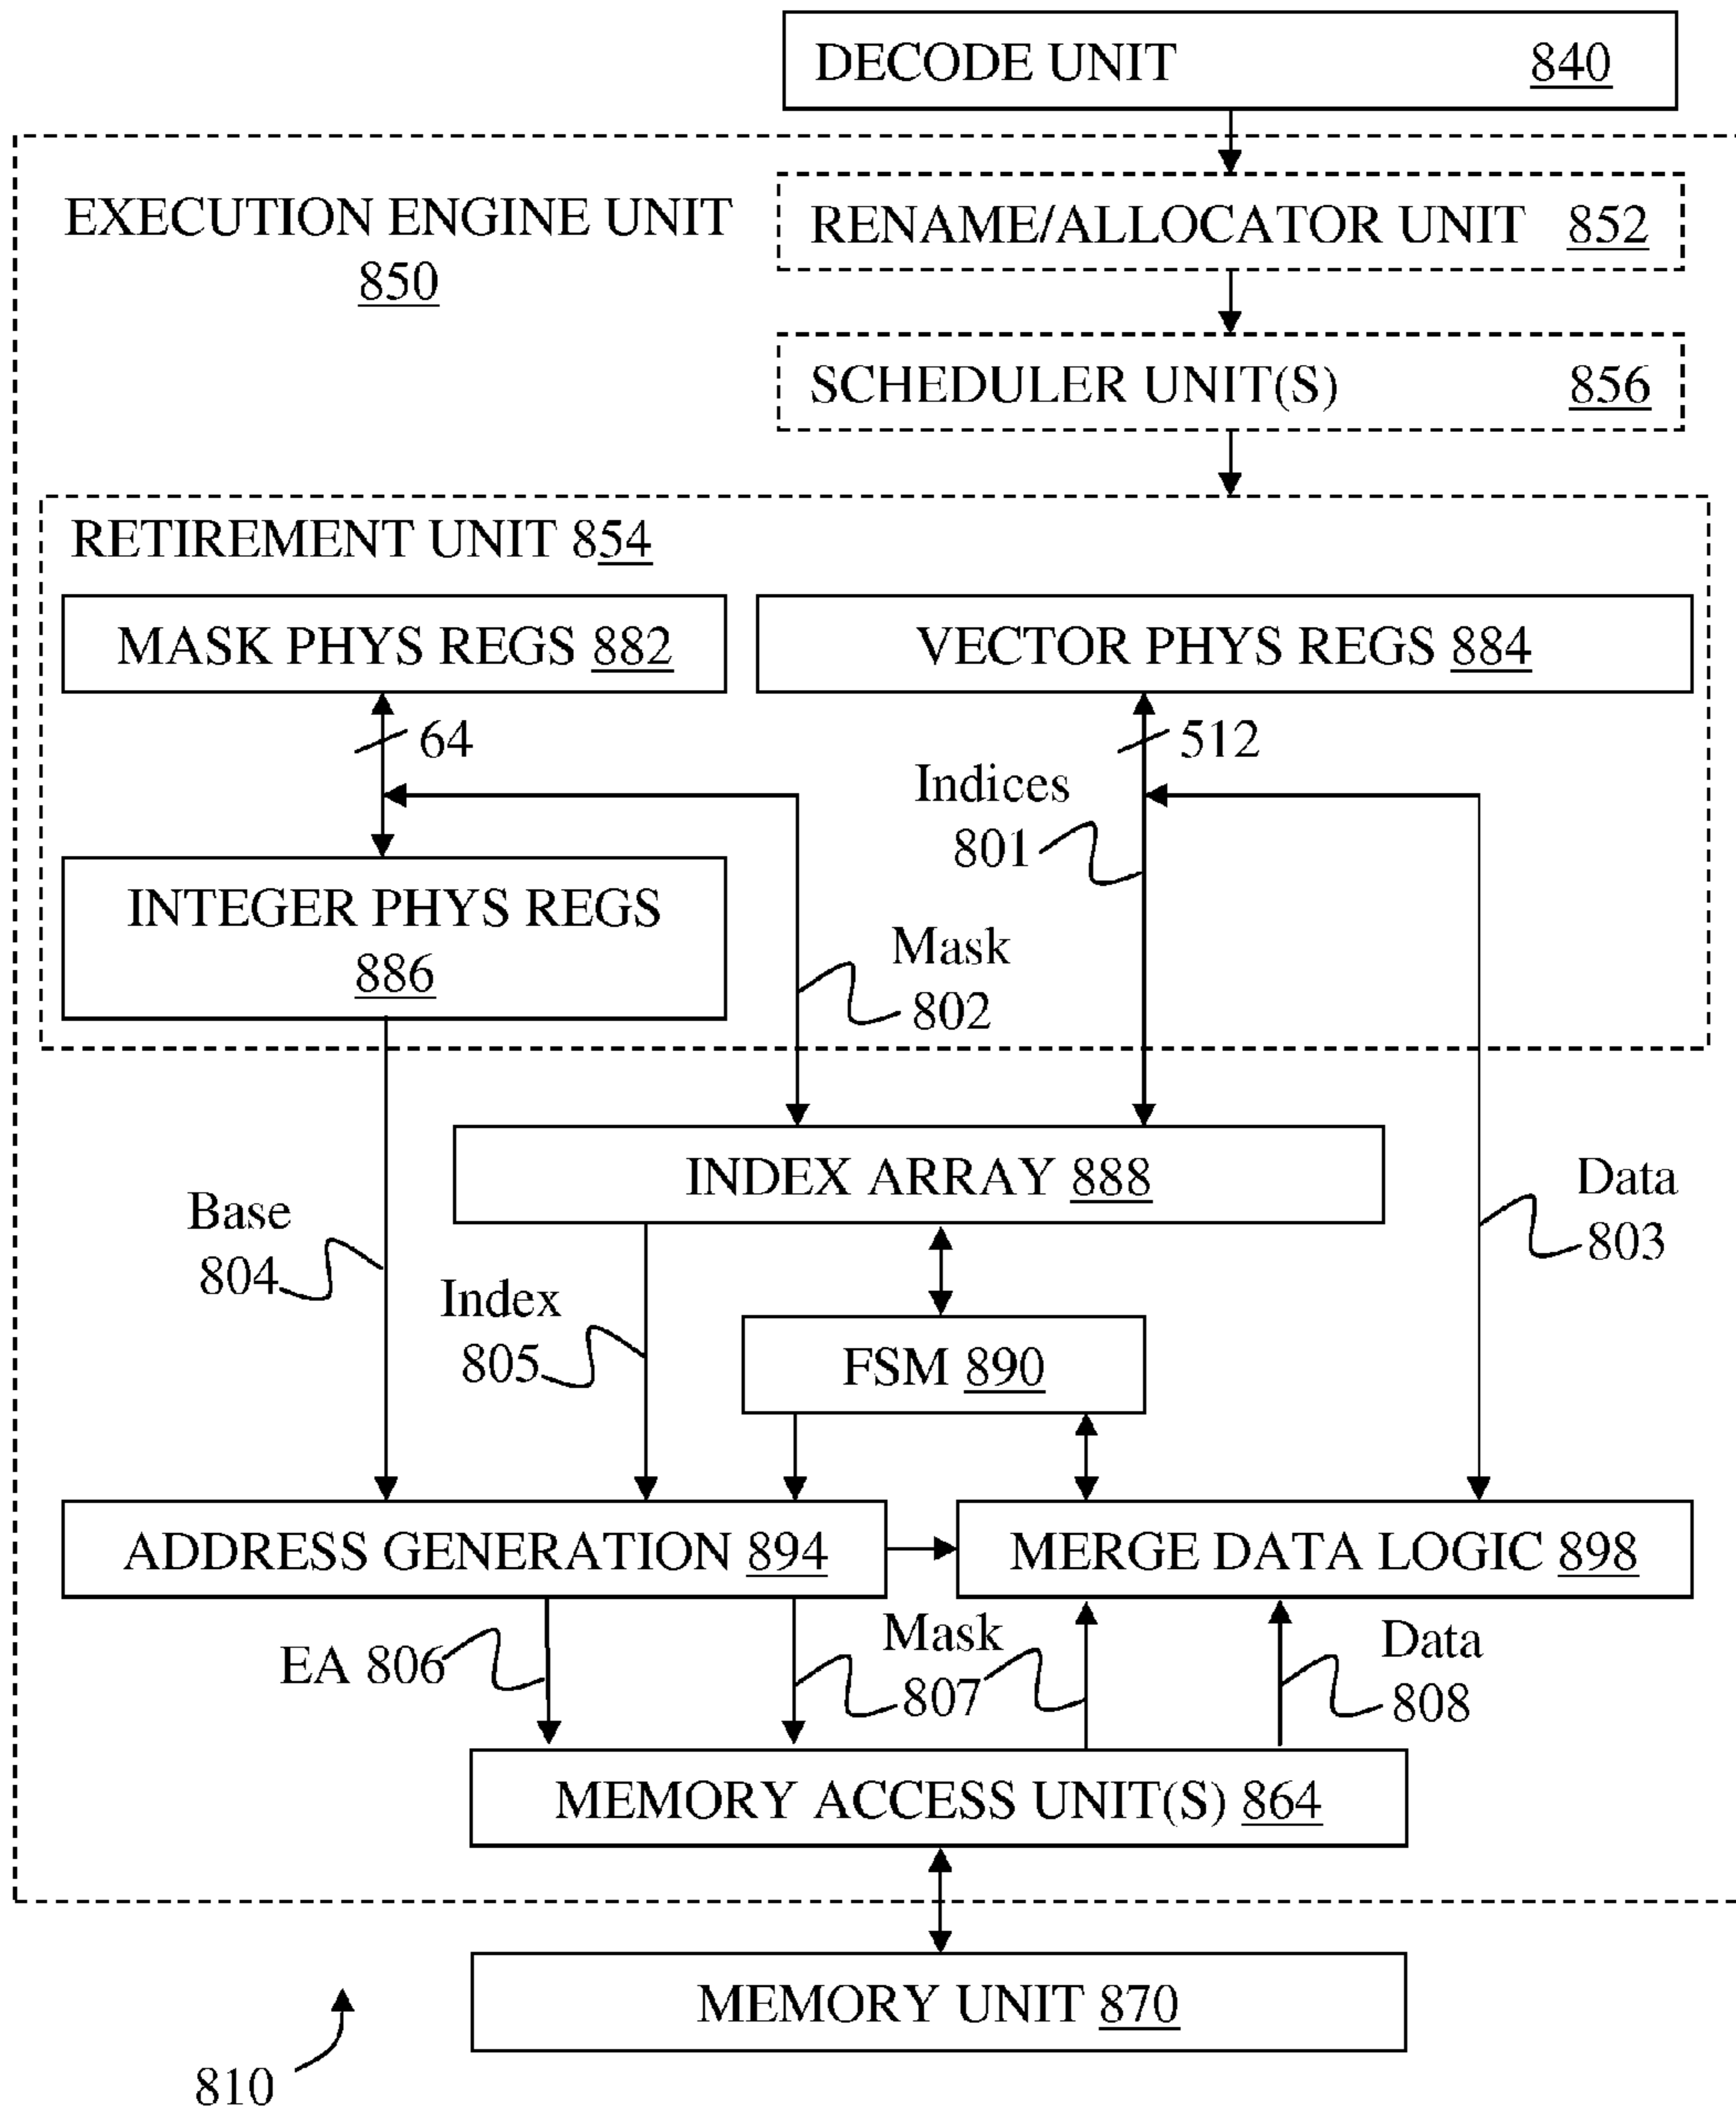 DECODE UNIT 840
EXECUTION ENGINE UNIT
850
RENAME/ALLOCATOR UNIT 852
SCHEDULER UNIT(S) 856
RETIREMENT UNIT 854
MASK PHYS REGS 882
VECTOR PHYS REGS 884
64
512
Indices
801
INTEGER PHYS REGS
886
Mask
802
INDEX ARRAY 888
Base
804
Data
803
Index
805
FSM 890
ADDRESS GENERATION 894
MERGE DATA LOGIC 898
EA 806
Mask
807
Data
808
MEMORY ACCESS UNIT(S) 864
MEMORY UNIT 870
810